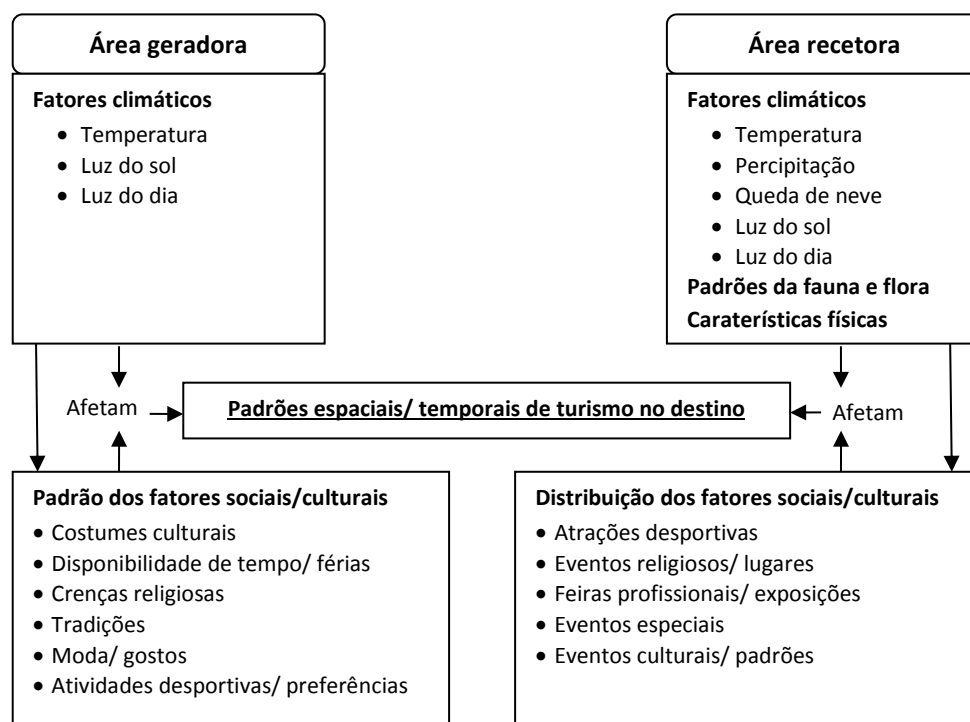 Área geradora
Fatores climáticos
• Temperatura
• Luz do sol
• Luz do dia
Área recetora
Fatores climáticos
• Temperatura
• Percipitação
• Queda de neve
• Luz do sol
• Luz do dia
Padrões da fauna e flora
Caraterísticas físicas
Afetam
Padrões espaciais/ temporais de turismo no destino
Afetam
Padrão dos fatores sociais/culturais
• Costumes culturais
• Disponibilidade de tempo/ férias
• Crenças religiosas
• Tradições
• Moda/ gostos
• Atividades desportivas/ preferências
Distribuição dos fatores sociais/culturais
• Atrações desportivas
• Eventos religiosos/ lugares
• Feiras profissionais/ exposições
• Eventos especiais
• Eventos culturais/ padrões